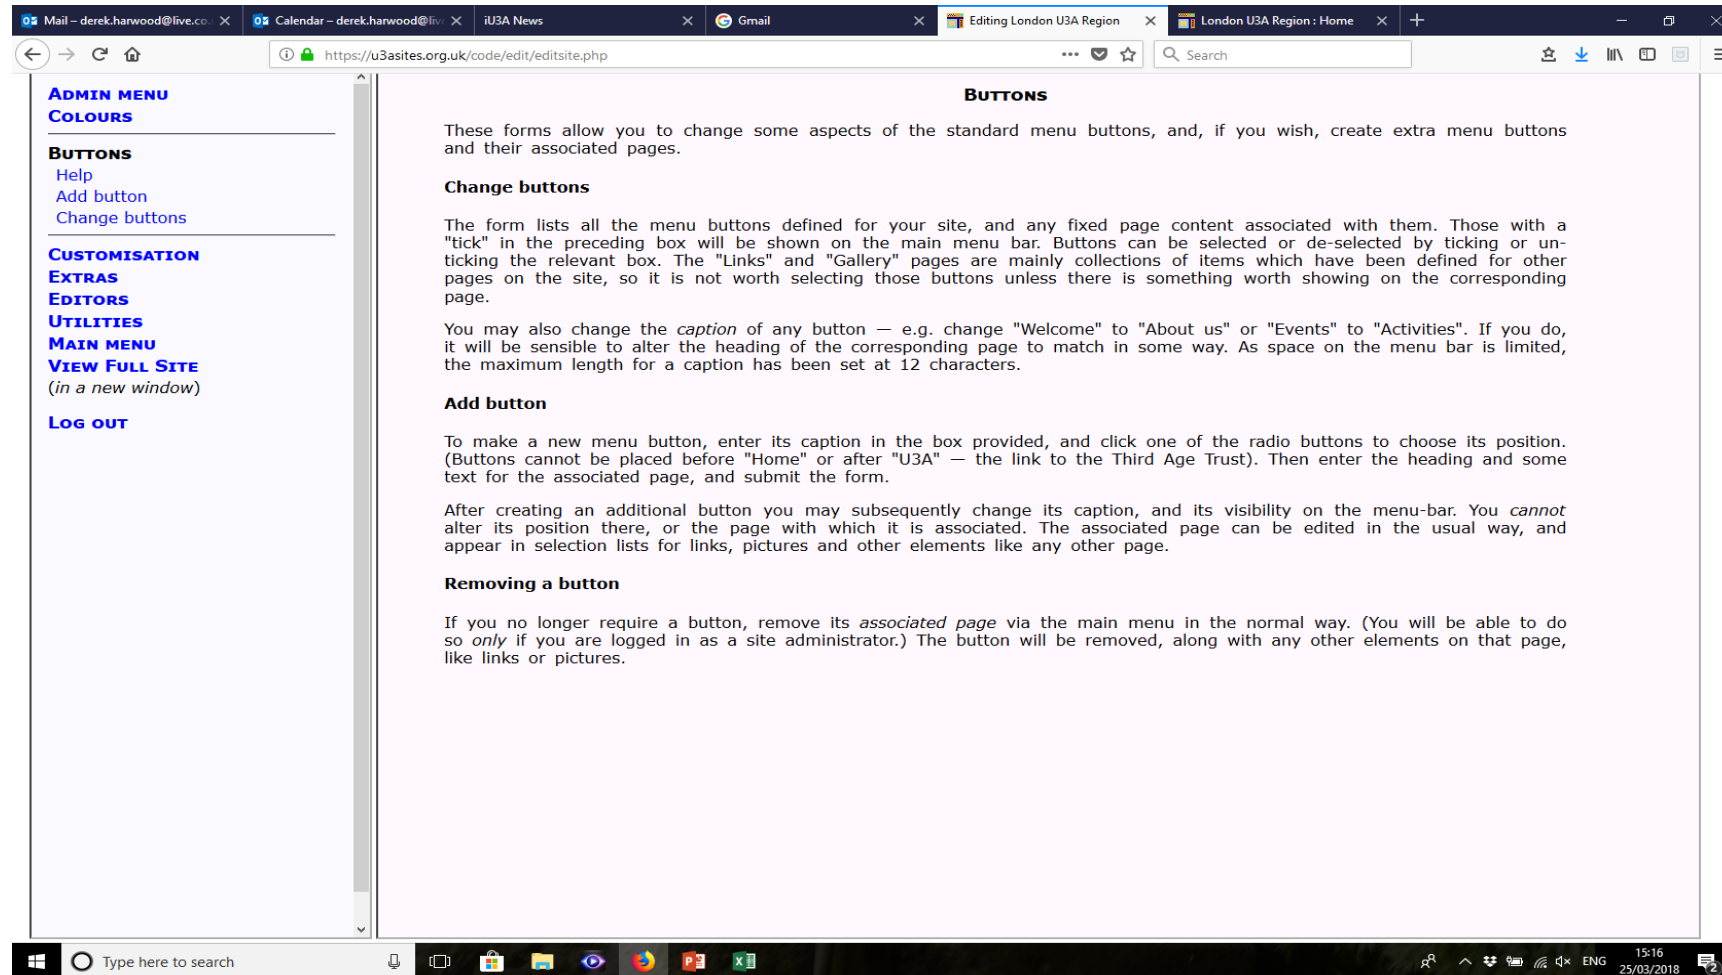 Mail – derek.harwood@live.co.
Calendar – derek.harwood@liv
iU3A News
Gmail
Editing London U3A Region
London U3A Region : Home
https://u3asites.org.uk/code/edit/editsite.php
Search
ADMIN MENU
COLOURS
BUTTONS
Help
Add button
Change buttons
CUSTOMISATION
EXTRAS
EDITORS
UTILITIES
MAIN MENU
VIEW FULL SITE
(in a new window)
LOG OUT
BUTTONS
These forms allow you to change some aspects of the standard menu buttons, and, if you wish, create extra menu buttons
and their associated pages.
Change buttons
The form lists all the menu buttons defined for your site, and any fixed page content associated with them. Those with a
"tick" in the preceding box will be shown on the main menu bar. Buttons can be selected or de-selected by ticking or un-
ticking the relevant box. The "Links" and "Gallery" pages are mainly collections of items which have been defined for other
pages on the site, so it is not worth selecting those buttons unless there is something worth showing on the corresponding
page.
You may also change the caption of any button — e.g. change "Welcome" to "About us" or "Events" to "Activities". If you do,
it will be sensible to alter the heading of the corresponding page to match in some way. As space on the menu bar is limited,
the maximum length for a caption has been set at 12 characters.
Add button
To make a new menu button, enter its caption in the box provided, and click one of the radio buttons to choose its position.
(Buttons cannot be placed before "Home" or after "U3A" — the link to the Third Age Trust). Then enter the heading and some
text for the associated page, and submit the form.
After creating an additional button you may subsequently change its caption, and its visibility on the menu-bar. You cannot
alter its position there, or the page with which it is associated. The associated page can be edited in the usual way, and
appear in selection lists for links, pictures and other elements like any other page.
Removing a button
If you no longer require a button, remove its associated page via the main menu in the normal way. (You will be able to do
so only if you are logged in as a site administrator.) The button will be removed, along with any other elements on that page,
like links or pictures.
Type here to search
ENG
15:16
25/03/2018
2